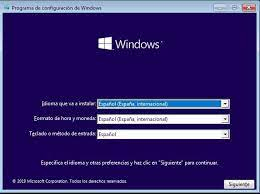 Programa de configuración de Windows
Windows
Idioma que va a instalar: Español (España, internacional)
Formato de hora y moneda: Español (España, internacional)
Teclado o método de entrada: Español
Especifica el idioma y otras preferencias y haz clic en "Siguiente" para continuar.
© 2019 Microsoft Corporation. Todos los derechos reservados.
Siguiente